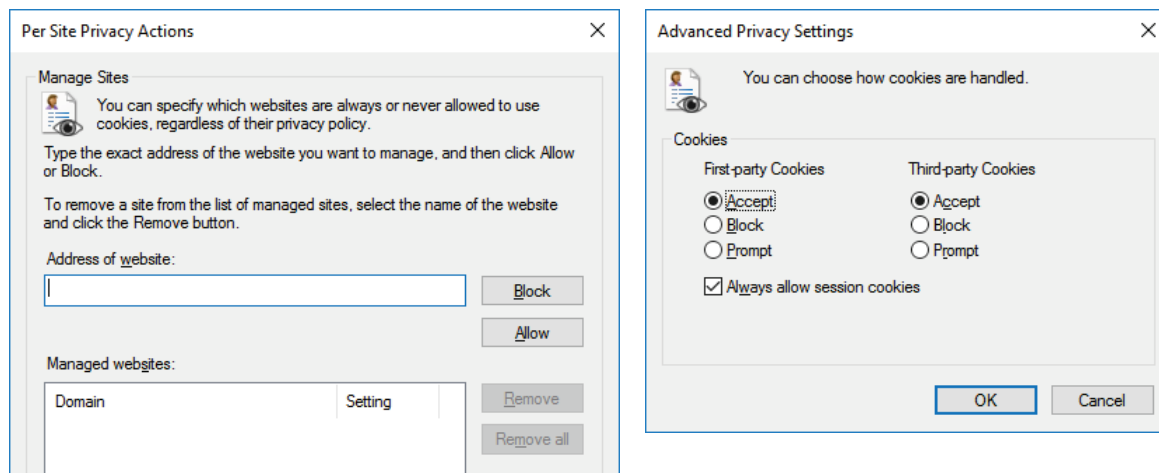 Per Site Privacy Actions
Manage Sites
You can specify which websites are always or never allowed to use
cookies, regardless of their privacy policy.
Type the exact address of the website you want to manage, and then click Allow
or Block.
To remove a site from the list of managed sites, select the name of the website
and click the Remove button.
Address of website:
Block
Allow
Managed websites:
Domain Setting
Remove
Remove all
Advanced Privacy Settings
You can choose how cookies are handled.
Cookies
First-party Cookies Third-party Cookies
Accept Accept
Block Block
Prompt Prompt
Always allow session cookies
OK Cancel